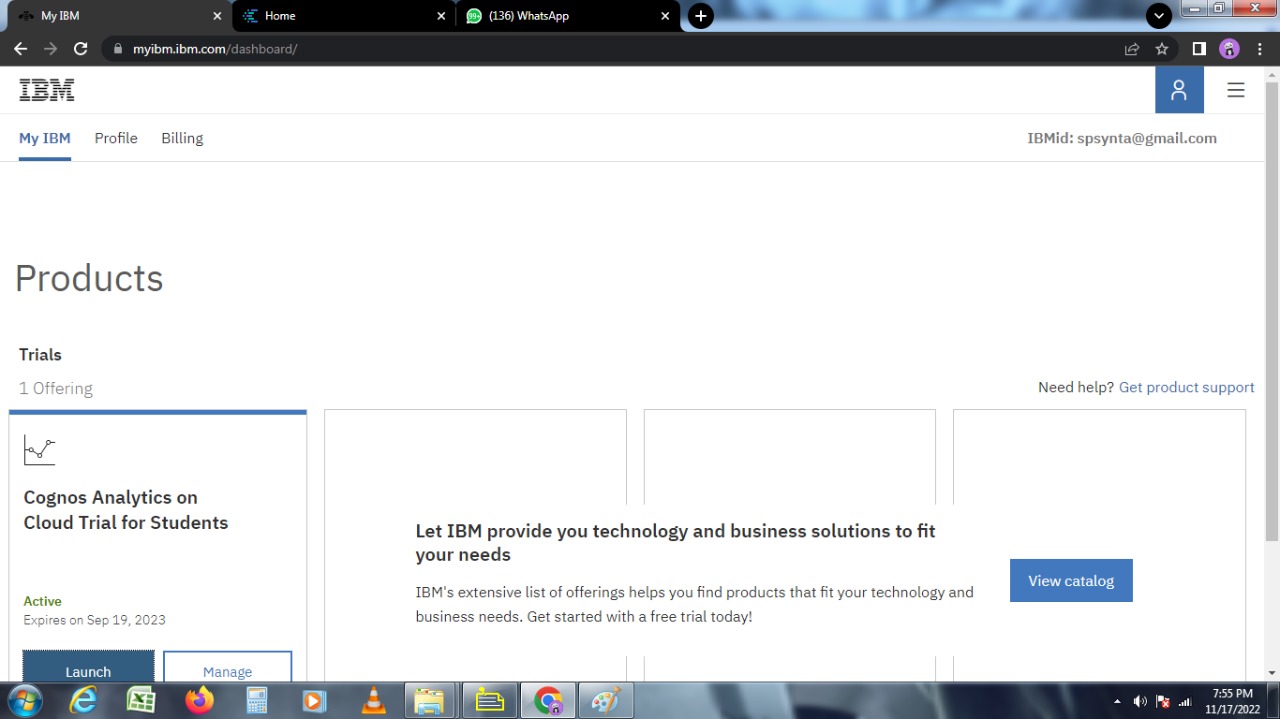 My IBM
Home
(136) WhatsApp
99+
myibm.ibm.com/dashboard/
IBM
My IBM Profile Billing
IBMid: spsynta@gmail.com
Products
Trials
1 Offering
Need help? Get product support
Cognos Analytics on
Cloud Trial for Students
Active
Expires on Sep 19, 2023
Launch
Manage
Let IBM provide you technology and business solutions to fit
your needs
IBM's extensive list of offerings helps you find products that fit your technology and
business needs. Get started with a free trial today!
View catalog
7:55 PM
11/17/2022